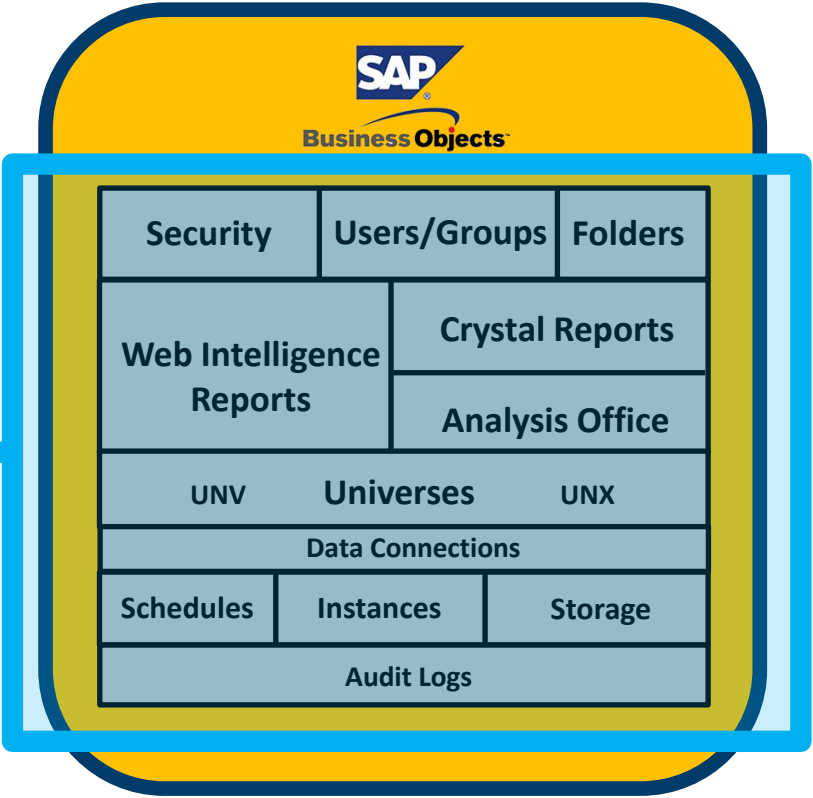 SAP
®
Business Objects™
Security Users/Groups Folders
Web Intelligence
Reports
Crystal Reports
Analysis Office
UNV Universes UNX
Data Connections
Schedules Instances Storage
Audit Logs